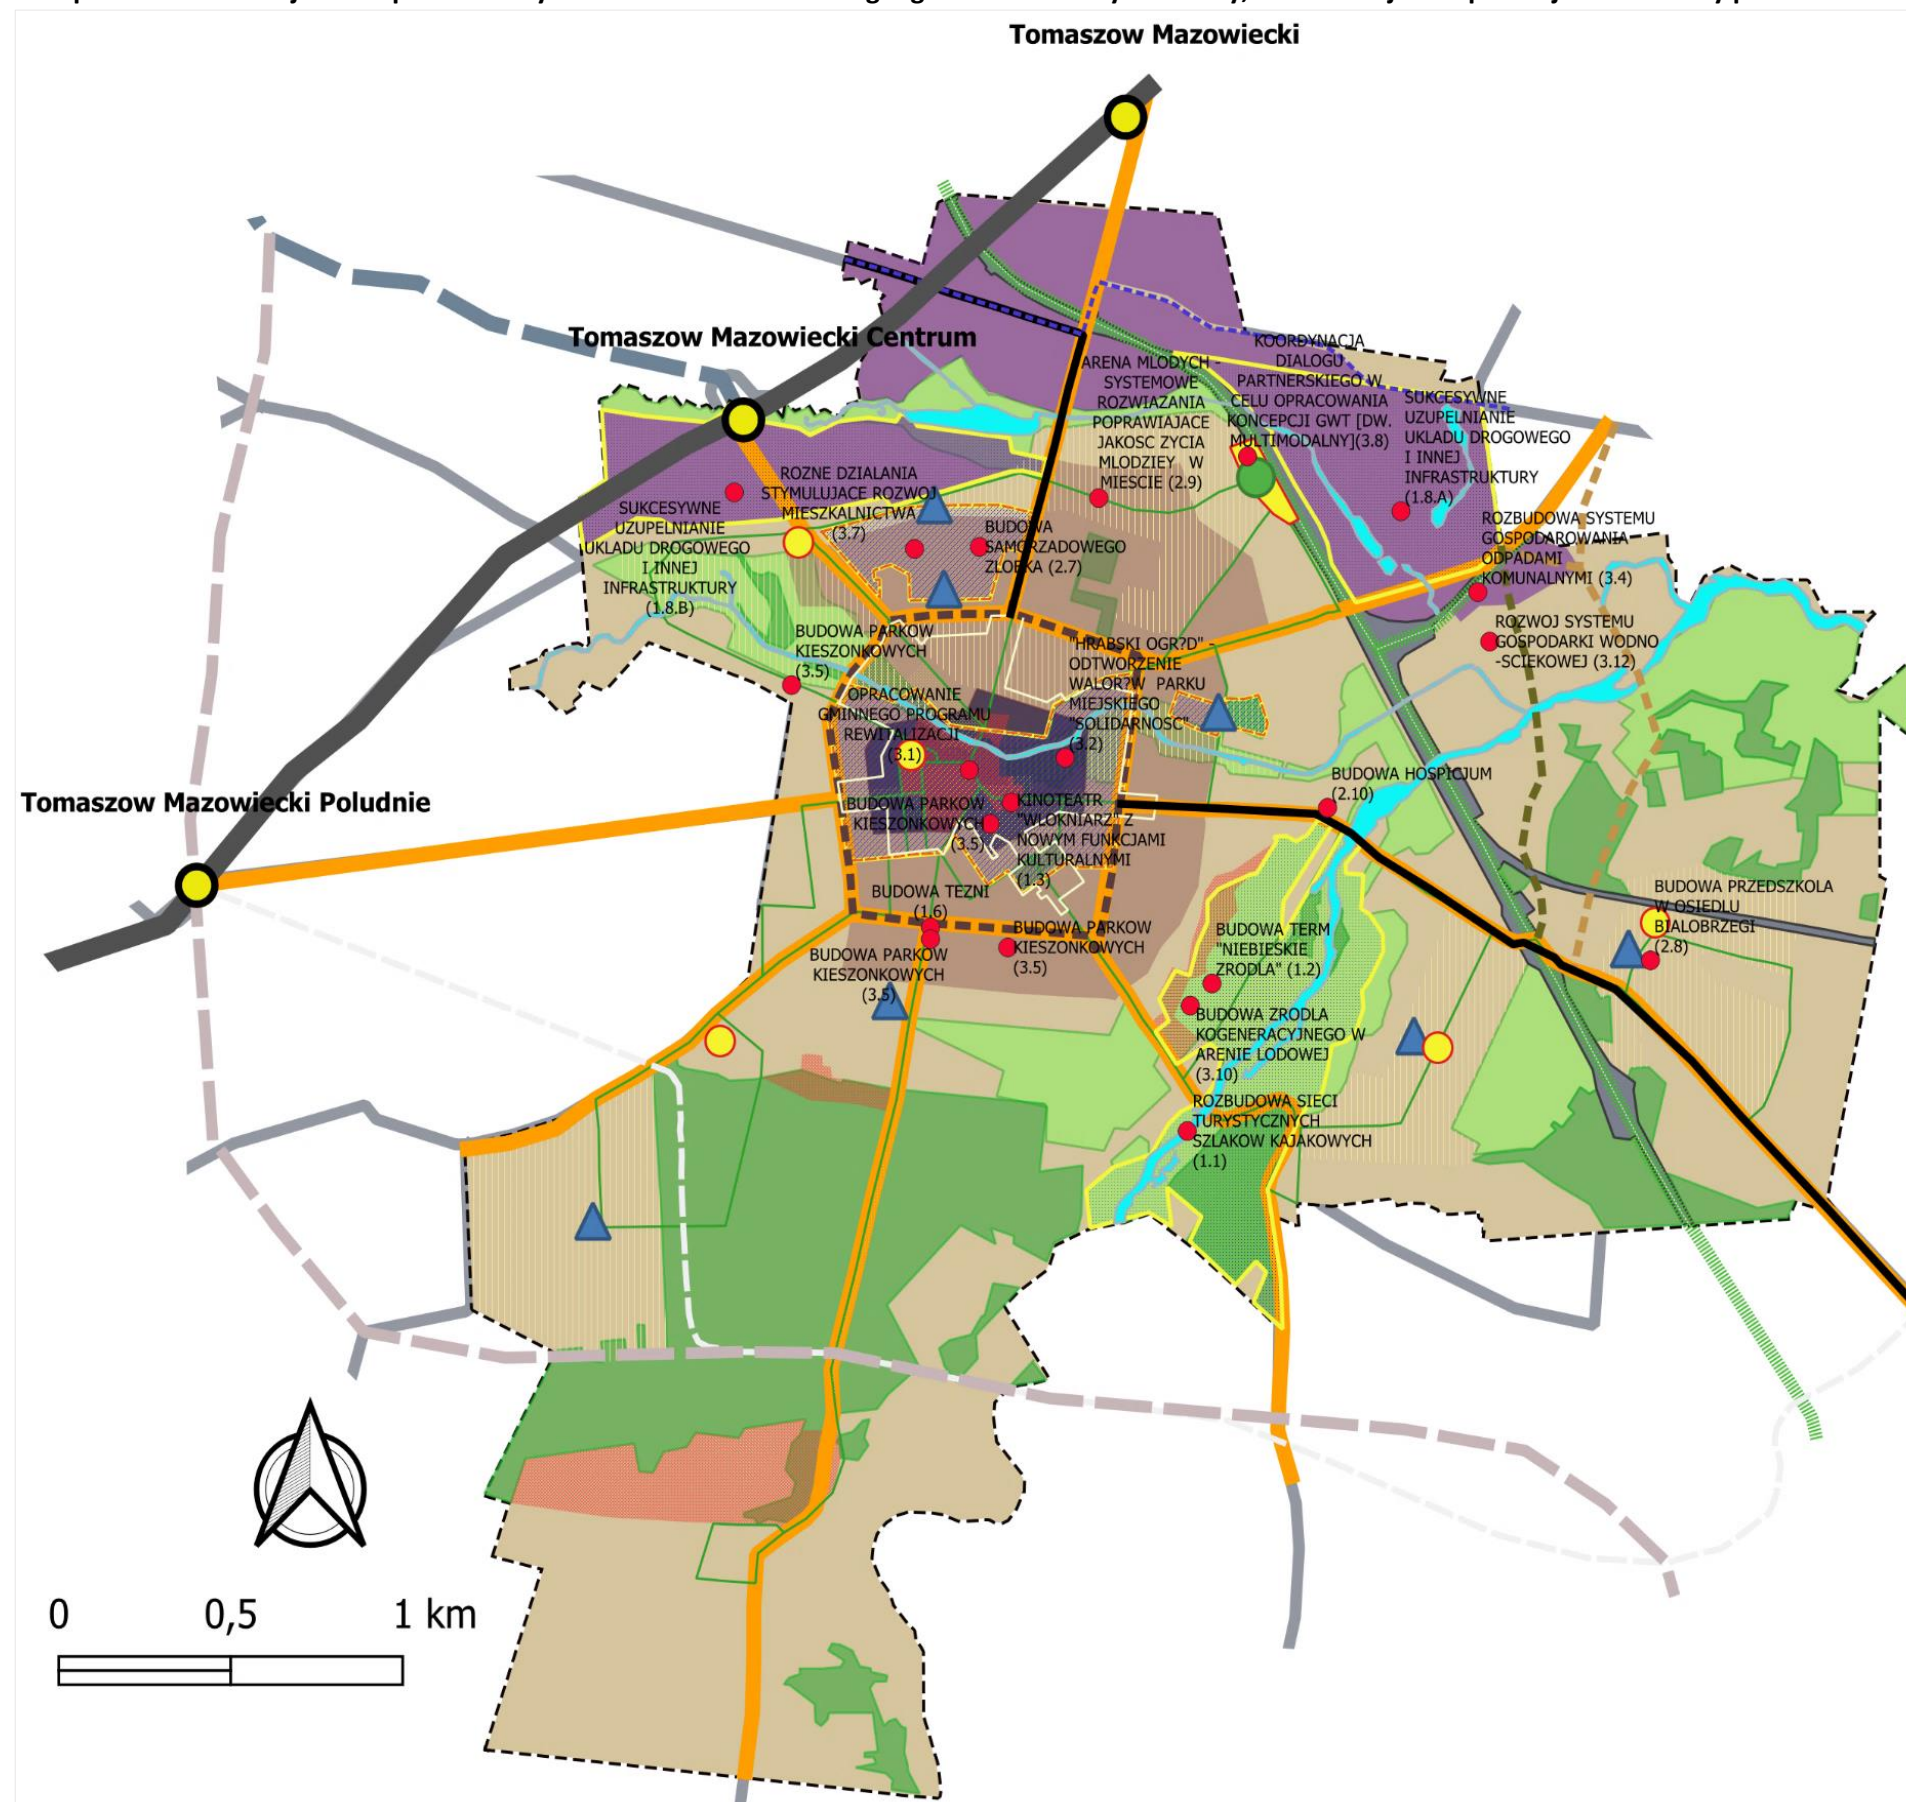 Tomaszow Mazowiecki
Tomaszow Mazowiecki Centrum
KOORDYNACJA
DIALOGU
PARTNERSKIEGO W
CELU OPRACOWANIA
KONCEPCJI GWT [DW.
MULTIMODALNY](3.8)
ARENA MLODYCH -
SYSTEMOWE
ROZWIAZANIA
POPRAWIAJACE
JAKOSC ZYCIA
MLODZIEY W
MIESCIE (2.9)
SUKCESYWNE
UZUPELNIANIE
UKLADU DROGOWEGO
I INNEJ
INFRASTRUKTURY
(1.8.A)
ROZNE DZIALANIA
STYMULUJACE ROZWOJ
MIESZKALNICTWA
(3.7)
SUKCESYWNE
UZUPELNIANIE
UKLADU DROGOWEGO
I INNEJ
INFRASTRUKTURY
(1.8.B)
BUDOWA
SAMORZADOWEGO
ZLOBKA (2.7)
ROZBUDOWA SYSTEMU
GOSPODAROWANIA
ODPADAMI
KOMUNALNYMI (3.4)
ROZWOJ SYSTEMU
GOSPODARKI WODNO
-SCIEKOWEJ (3.12)
BUDOWA PARKOW
KIESZONKOWYCH
(3.5)
"HRABSKI OGR?D" -
ODTWORZENIE
WALOR?W PARKU
MIEJSKIEGO
"SOLIDARNOSC"
(3.2)
OPRACOWANIE
GMINNEGO PROGRAMU
REWITALIZACJI
(3.1)
BUDOWA HOSPICJUM
(2.10)
Tomaszow Mazowiecki Poludnie
BUDOWA PARKOW
KIESZONKOWYCH
(3.5)
KINOTEATR
"WLOKNIARZ" Z
NOWYM FUNKCJAMI
KULTURALNYMI
(1.3)
BUDOWA TEZNI
(1.6)
BUDOWA PRZEDSZKOLA
W OSIEDLU
BIALOBRZEGI
(2.8)
BUDOWA PARKOW
KIESZONKOWYCH
(3.5)
BUDOWA PARKOW
KIESZONKOWYCH
(3.5)
BUDOWA TERM
"NIEBIESKIE
ZRODLA" (1.2)
BUDOWA ZRODLA
KOGENERACYJNEGO W
ARENIE LODOWEJ
(3.10)
ROZBUDOWA SIECI
TURYSTYCZNYCH
SZLAKOW KAJAKOWYCH
(1.1)
0 0,5 1 km